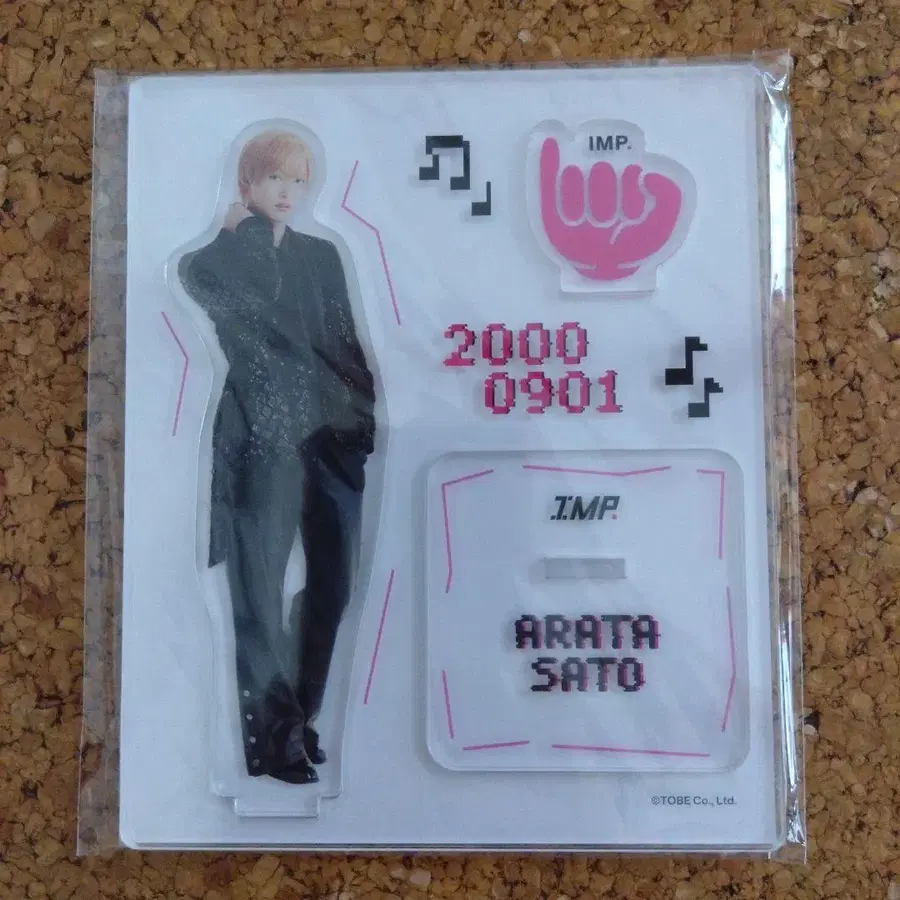 IMP.
2000
0901
IMP.
ARATA
SATO
©TOBE Co., Ltd.